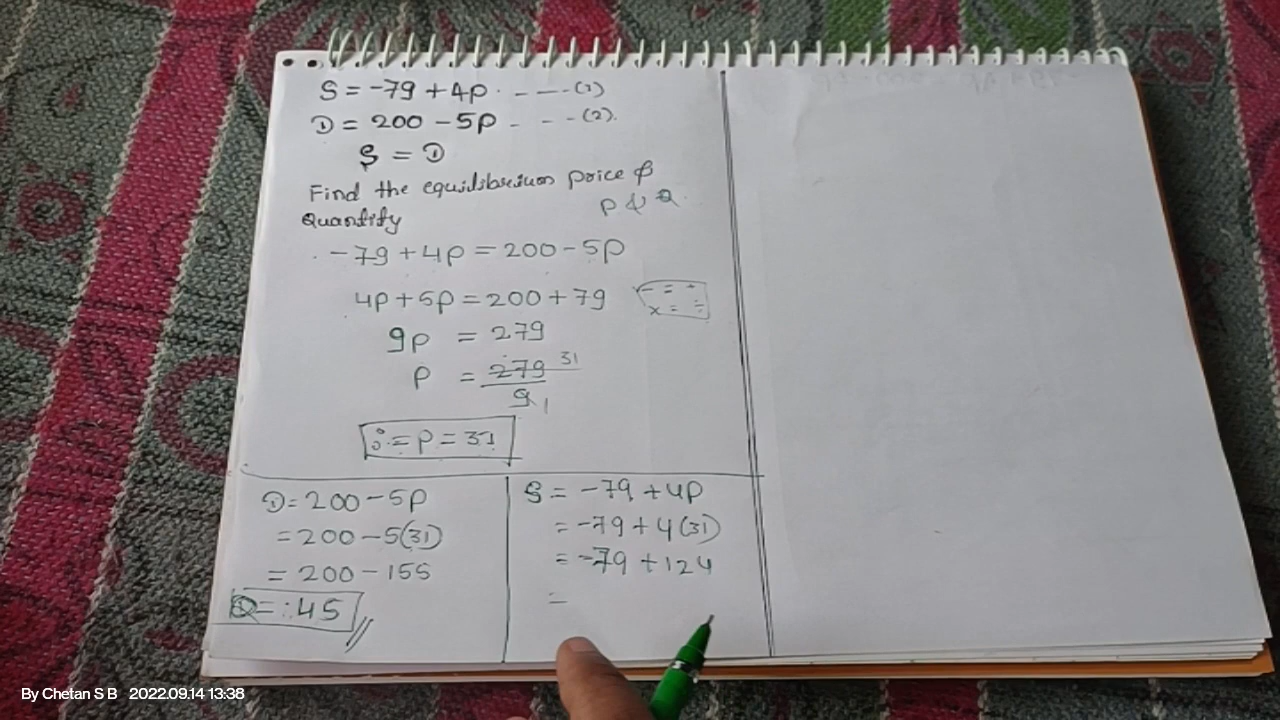 S = -79 + 4P - - - (1)
D = 200 - 5P - - - (2).
S = D
Find the equilibrium price &
Quantity P & Q.
-79 + 4P = 200 - 5P
4P + 5P = 200 + 79
- = +
x = ÷
9P = 279
P = 279 31
9 1
∴ = P = 31
D = 200 - 5P
= 200 - 5(31)
= 200 - 155
Q = 45
S = -79 + 4P
= -79 + 4(31)
= -79 + 124
=
By Chetan S B 2022.09.14 13:38